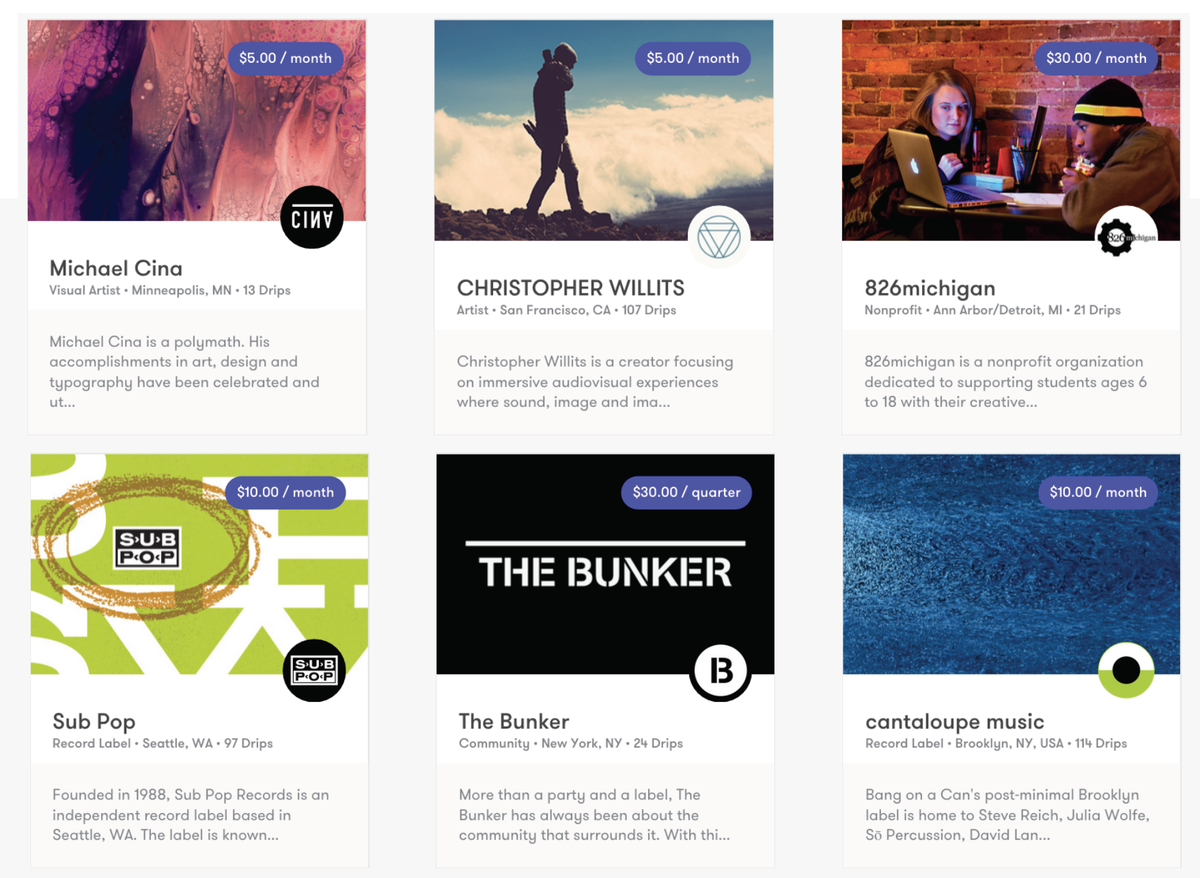 $5.00 / month
CINA
Michael Cina
Visual Artist • Minneapolis, MN • 13 Drips
Michael Cina is a polymath. His
accomplishments in art, design and
typography have been celebrated and
ut...
$5.00 / month
CHRISTOPHER WILLITS
Artist • San Francisco, CA • 107 Drips
Christopher Willits is a creator focusing
on immersive audiovisual experiences
where sound, image and ima...
$30.00 / month
826michigan
826michigan
Nonprofit • Ann Arbor/Detroit, MI • 21 Drips
826michigan is a nonprofit organization
dedicated to supporting students ages 6
to 18 with their creative...
$10.00 / month
SUB
POP
SUB
POP
Sub Pop
Record Label • Seattle, WA • 97 Drips
Founded in 1988, Sub Pop Records is an
independent record label based in
Seattle, WA. The label is known...
$30.00 / quarter
THE BUNKER
B
The Bunker
Community • New York, NY • 24 Drips
More than a party and a label, The
Bunker has always been about the
community that surrounds it. With thi...
$10.00 / month
cantaloupe music
Record Label • Brooklyn, NY, USA • 114 Drips
Bang on a Can's post-minimal Brooklyn
label is home to Steve Reich, Julia Wolfe,
Sō Percussion, David Lan...